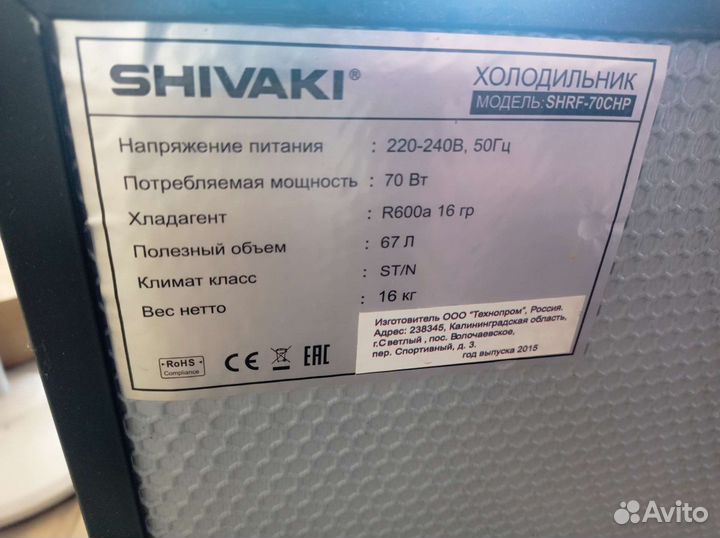 SHIVAKI®
ХОЛОДИЛЬНИК
МОДЕЛЬ: SHRF-70CHP
Напряжение питания : 220-240В, 50Гц
Потребляемая мощность : 70 Вт
Хладагент : R600a 16 гр
Полезный объем : 67 Л
Климат класс : ST/N
Вес нетто : 16 кг
Изготовитель ООО "Технопром", Россия.
Адрес: 238345, Калининградская область,
г.Светлый , пос. Волочаевское,
пер. Спортивный, д. 3.
год выпуска 2015
RoHS
Compliance
CE EAC
Avito